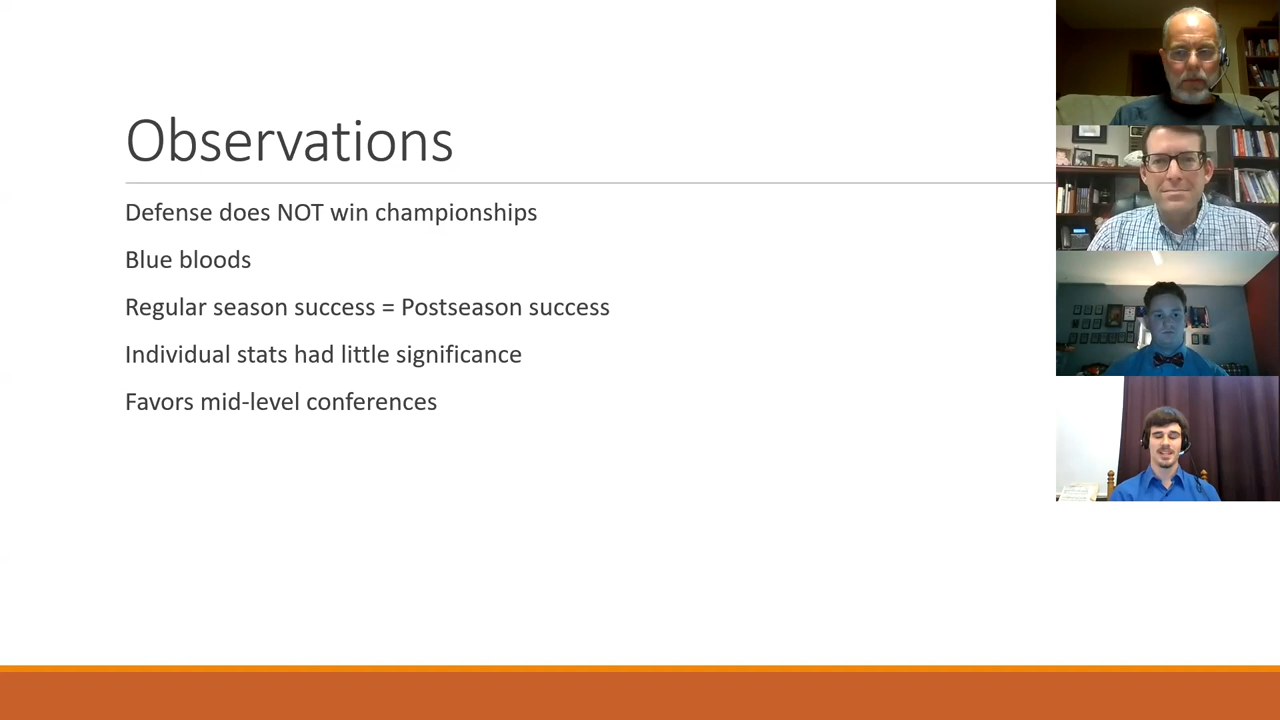 Observations
Defense does NOT win championships
Blue bloods
Regular season success = Postseason success
Individual stats had little significance
Favors mid-level conferences